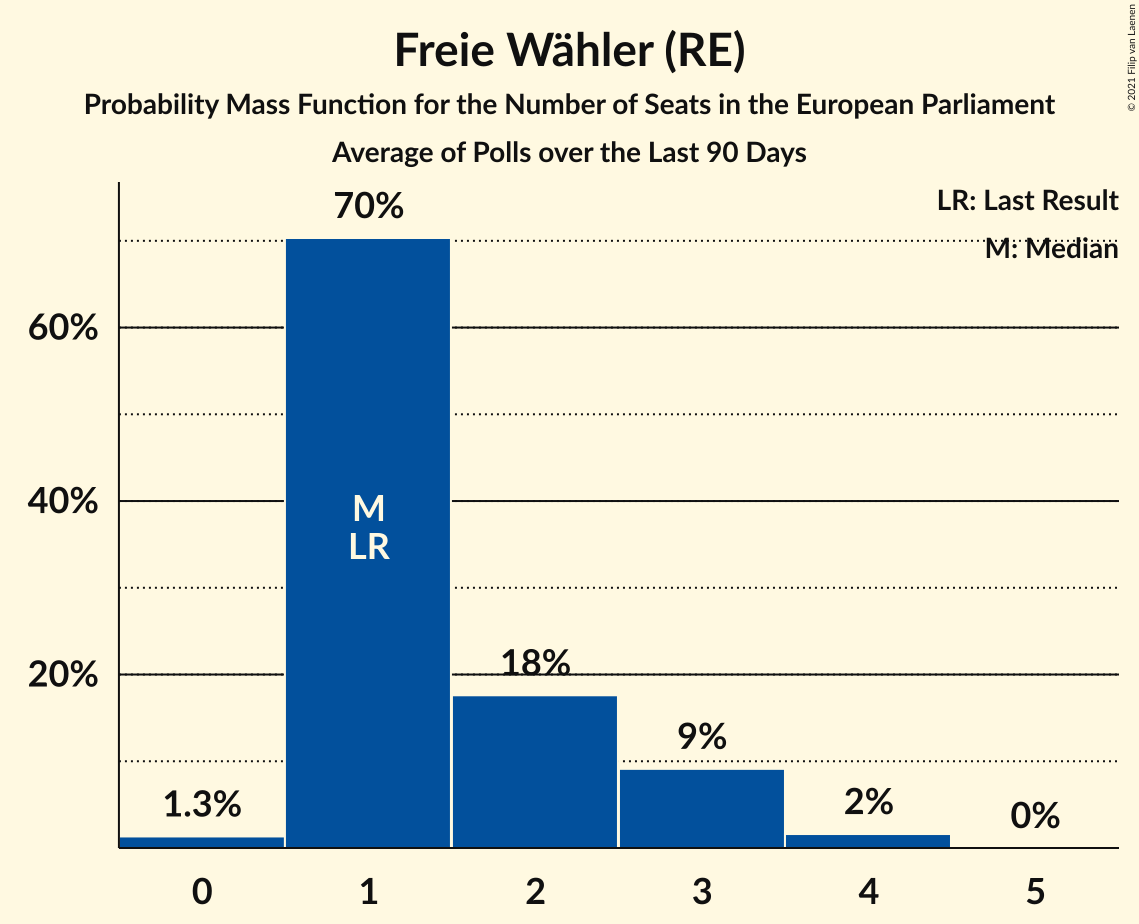 Freie Wähler (RE)
Probability Mass Function for the Number of Seats in the European Parliament
Average of Polls over the Last 90 Days
© 2021 Filip van Laenen
LR: Last Result
M: Median
70%
60%
40%
20%
M
LR
18%
9%
1.3%
2%
0%
0 1 2 3 4 5